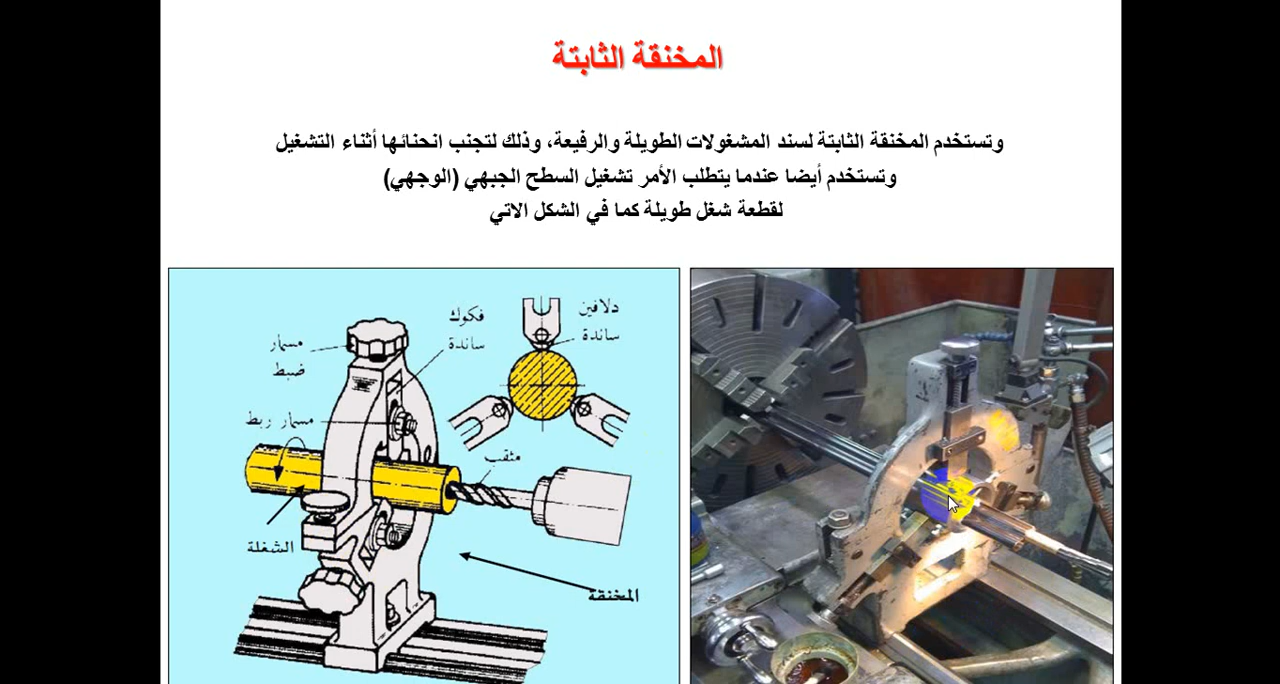 المخنقة الثابتة
وتستخدم المخنقة الثابتة لسند المشغولات الطويلة والرفيعة، وذلك لتجنب انحنائها أثناء التشغيل
وتستخدم أيضا عندما يتطلب الأمر تشغيل السطح الجبهي (الوجهي)
لقطعة شغل طويلة كما في الشكل الاتي
دلافين
ساندة
فكوك
ساندة
مسمار
ضبط
مسمار ربط
مثقب
الشغلة
المخنقة